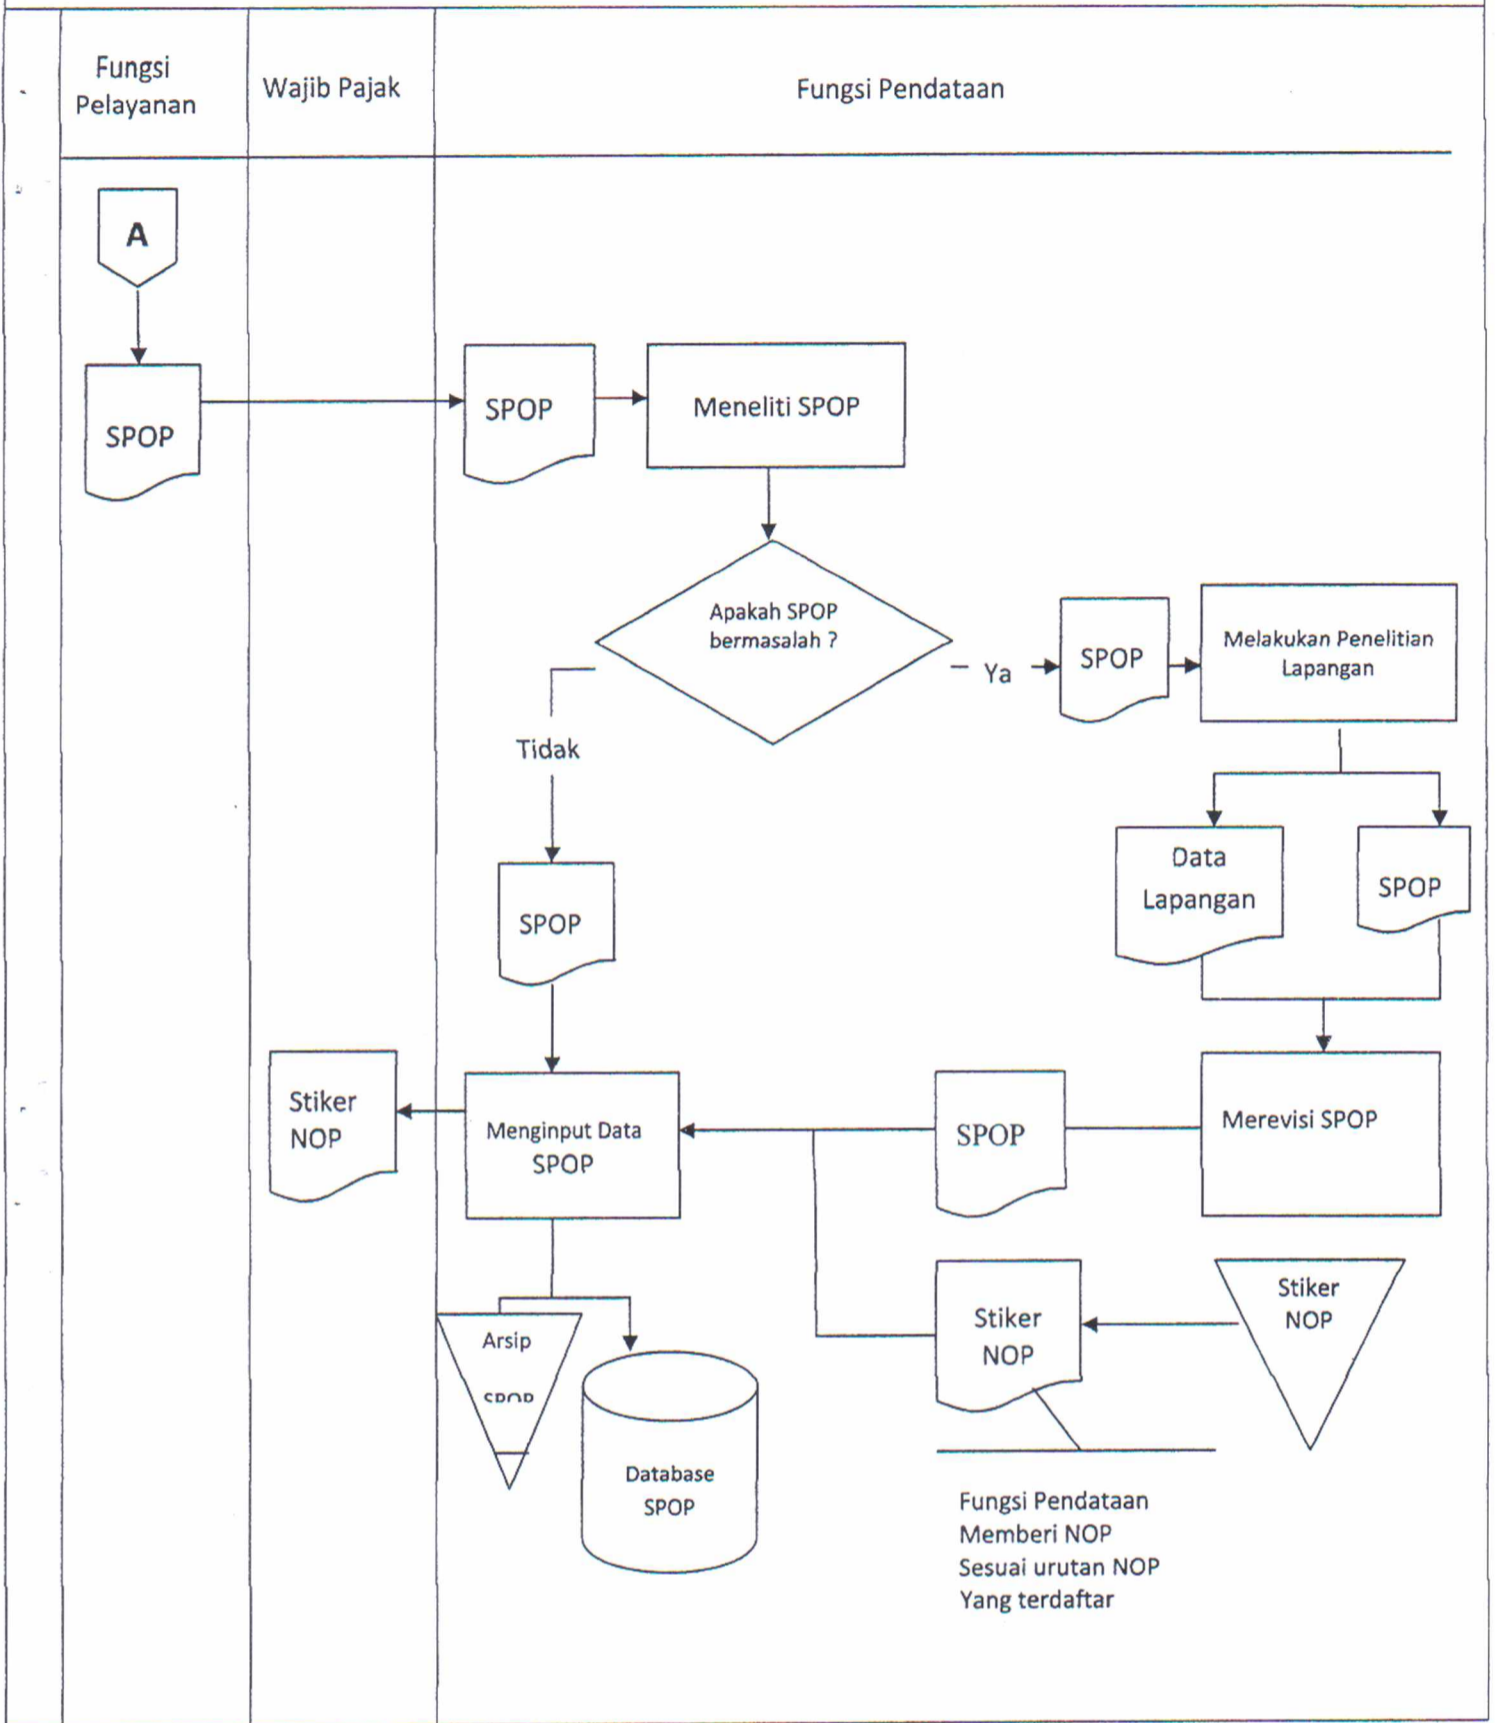 Fungsi
Pelayanan
Wajib Pajak
Fungsi Pendataan
A
SPOP
SPOP
Meneliti SPOP
Apakah SPOP
bermasalah ?
Ya
SPOP
Melakukan Penelitian
Lapangan
Tidak
Data
Lapangan
SPOP
SPOP
Stiker
NOP
Menginput Data
SPOP
SPOP
Merevisi SPOP
Arsip
SPOP
Database
SPOP
Stiker
NOP
Stiker
NOP
Fungsi Pendataan
Memberi NOP
Sesuai urutan NOP
Yang terdaftar